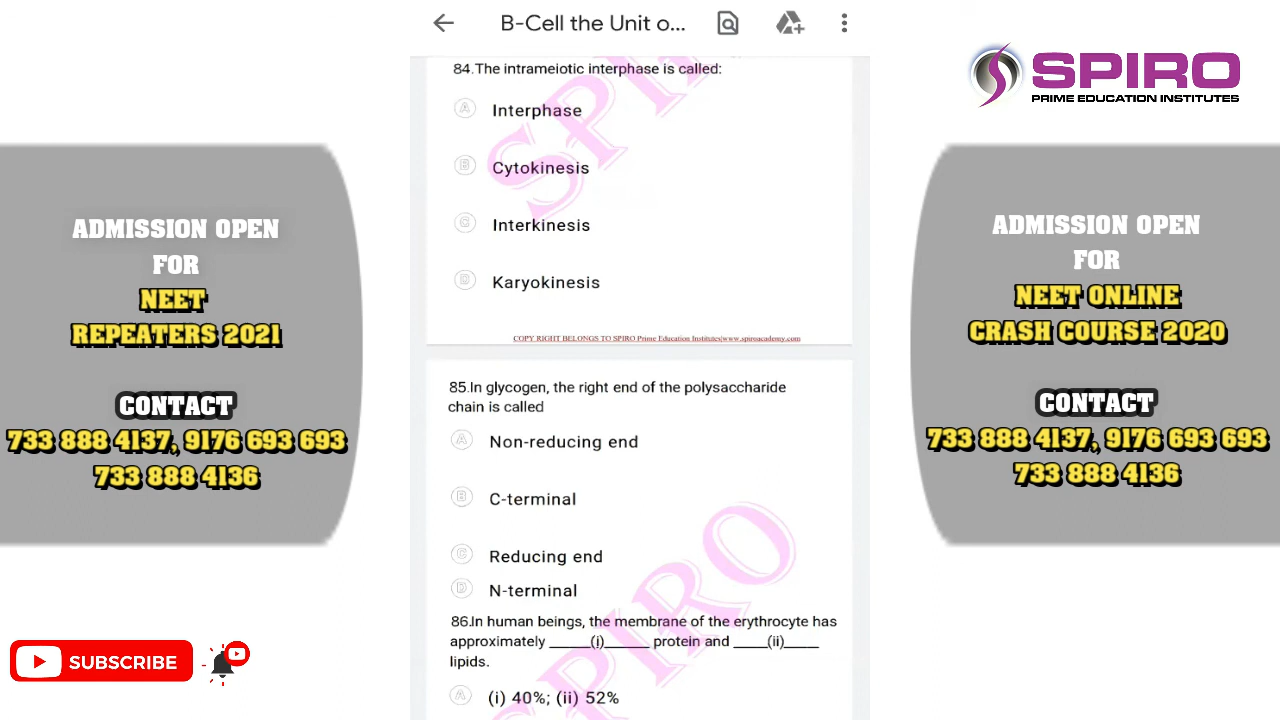 B-Cell the Unit o...
SPIRO
PRIME EDUCATION INSTITUTES
ADMISSION OPEN
FOR
NEET
REPEATERS 2021
CONTACT
733 888 4137, 9176 693 693
733 888 4136
84.The intrameiotic interphase is called:
A Interphase
B Cytokinesis
C Interkinesis
D Karyokinesis
COPY RIGHT BELONGS TO SPIRO Prime Education Institutes|www.spiroacademy.com
85.In glycogen, the right end of the polysaccharide
chain is called
A Non-reducing end
B C-terminal
C Reducing end
D N-terminal
86.In human beings, the membrane of the erythrocyte has
approximately _____(i)______ protein and ____(ii)____
lipids.
A (i) 40%; (ii) 52%
SPIRO
SPIRO
ADMISSION OPEN
FOR
NEET ONLINE
CRASH COURSE 2020
CONTACT
733 888 4137, 9176 693 693
733 888 4136
SUBSCRIBE